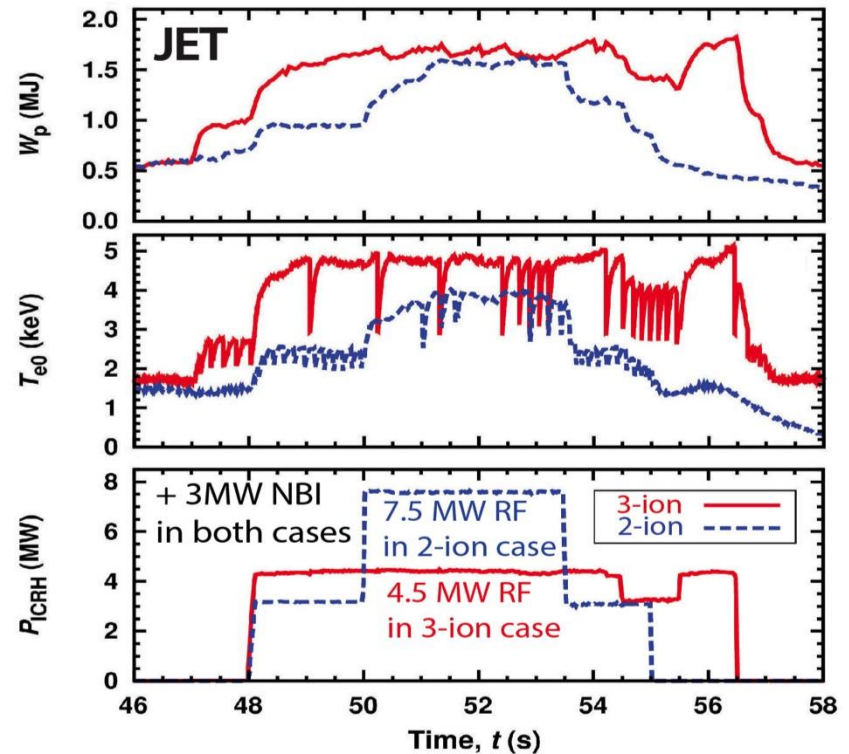 JET
W_p (MJ)
2.0
1.5
1.0
0.5
0.0
T_e0 (keV)
5
4
3
2
1
0
P_ICRH (MW)
8
6
4
2
0
+ 3MW NBI
in both cases
7.5 MW RF
in 2-ion case
4.5 MW RF
in 3-ion case
3-ion
2-ion
46 48 50 52 54 56 58
Time, t (s)